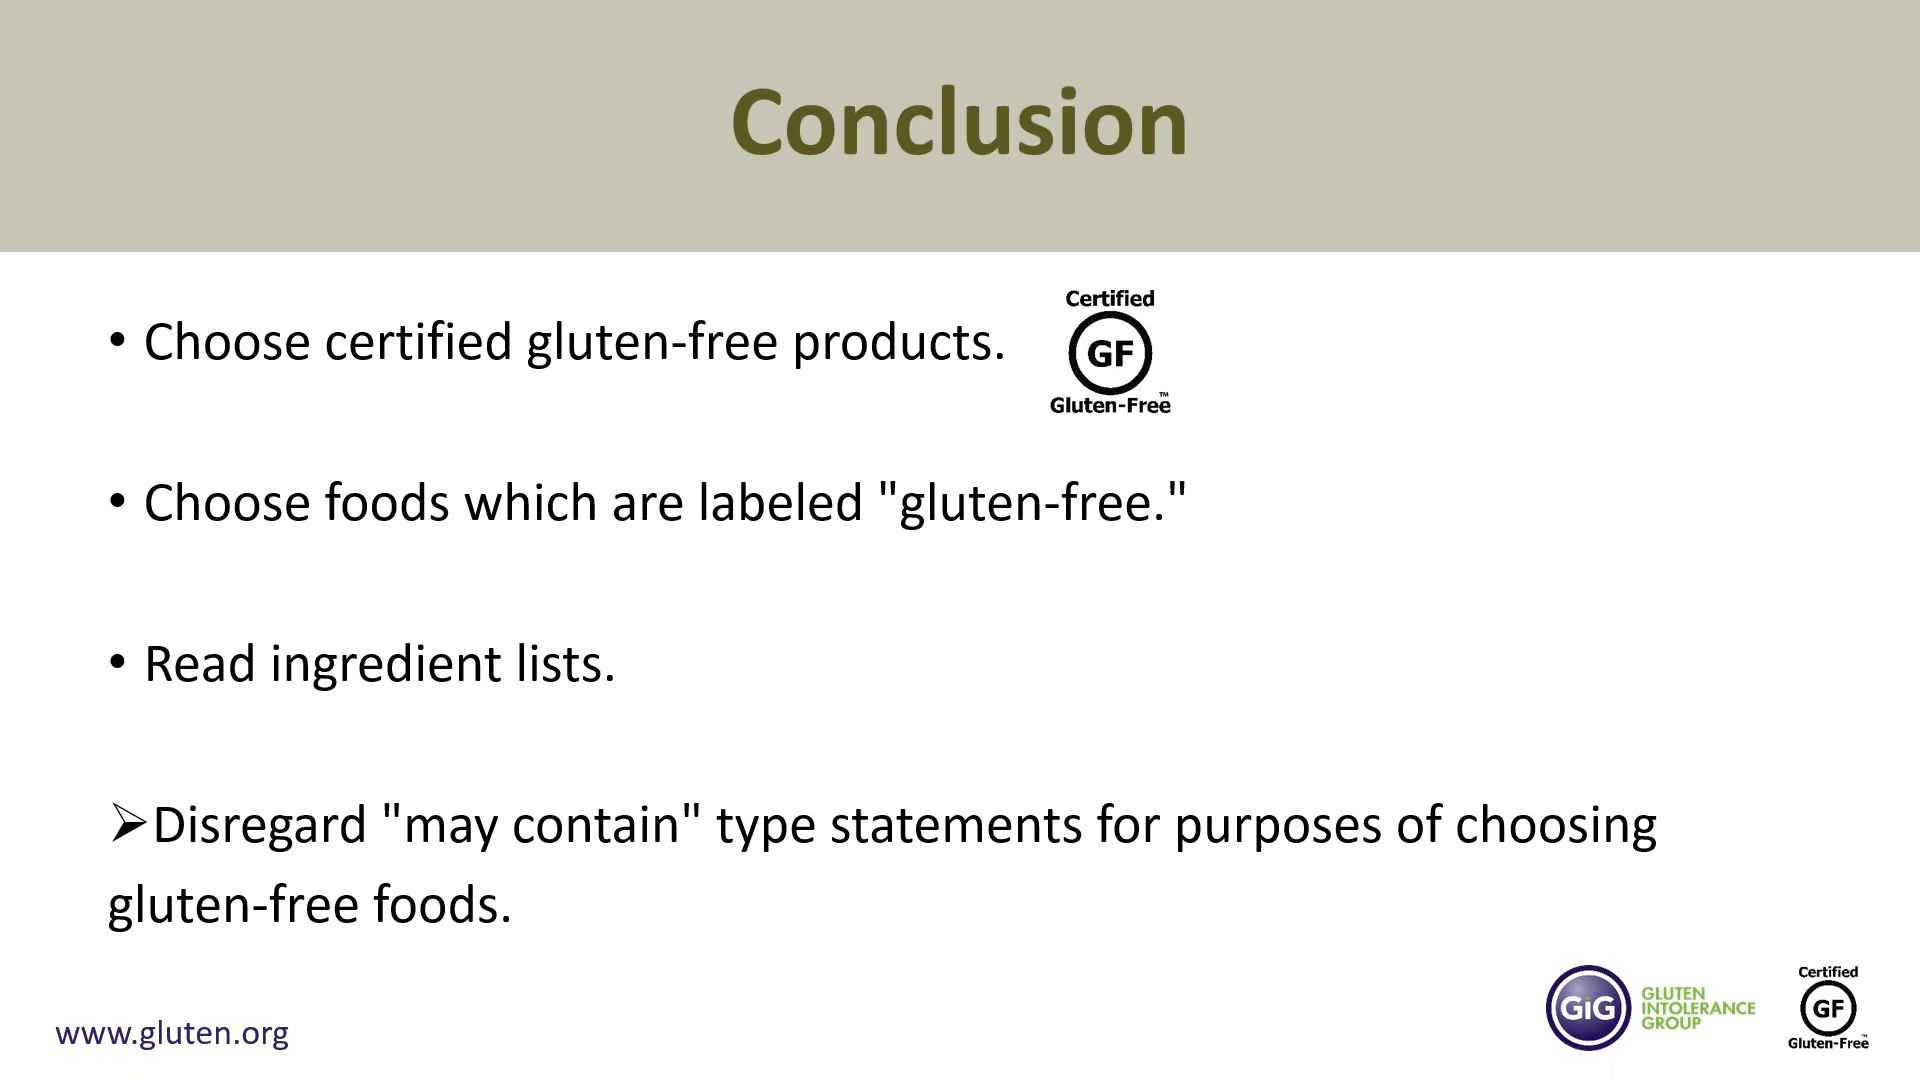 Conclusion
• Choose certified gluten-free products.
Certified
GF
Gluten-Free™
• Choose foods which are labeled "gluten-free."
• Read ingredient lists.
➢Disregard "may contain" type statements for purposes of choosing
gluten-free foods.
www.gluten.org
GiG
GLUTEN
INTOLERANCE
GROUP
Certified
GF
Gluten-Free™